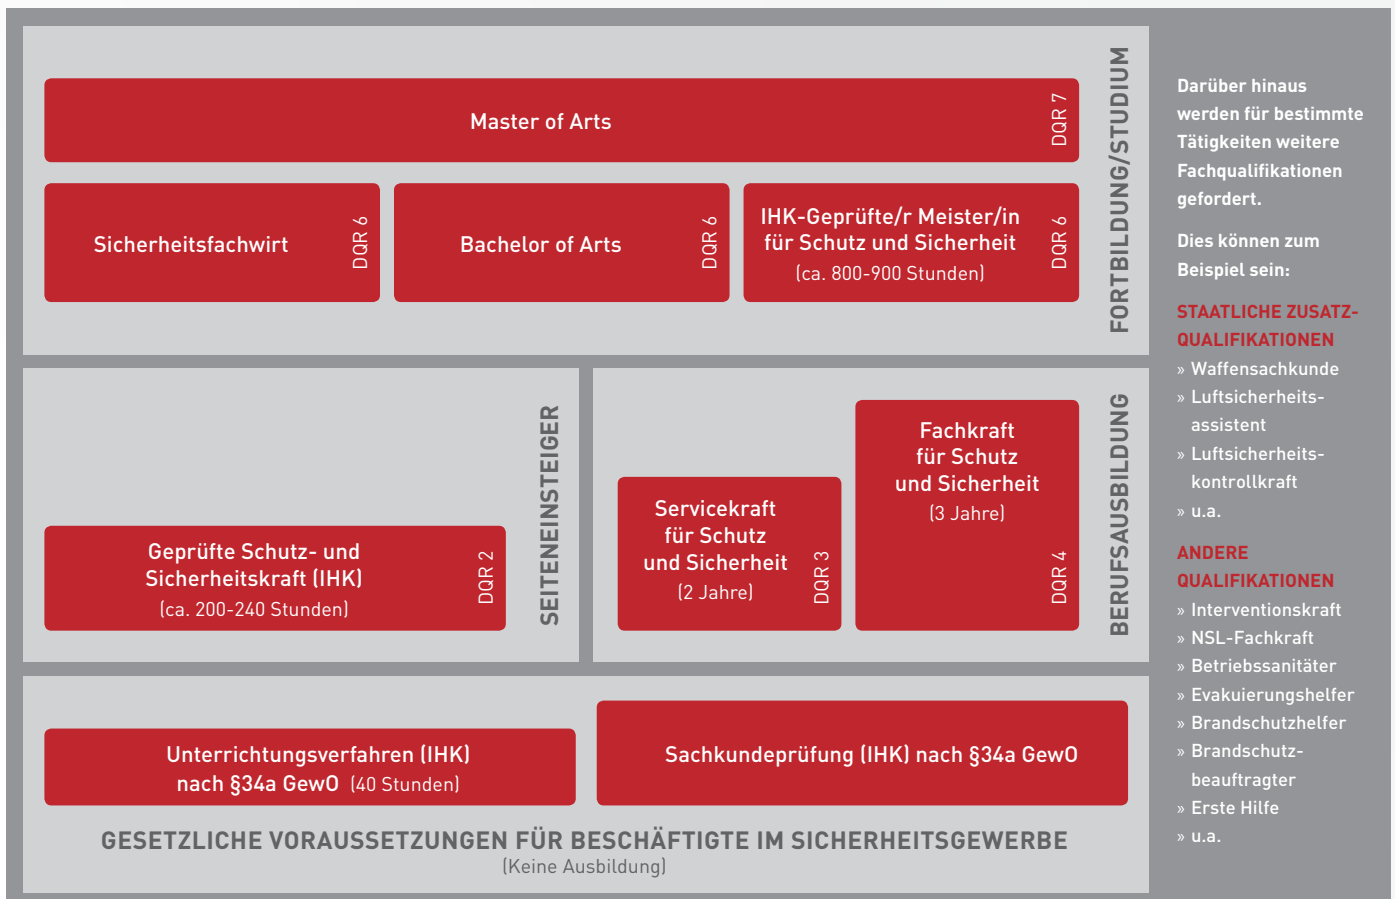 Master of Arts
DQR 7
Sicherheitsfachwirt
DQR 6
Bachelor of Arts
DQR 6
IHK-Geprüfte/r Meister/in
für Schutz und Sicherheit
(ca. 800-900 Stunden)
DQR 6
FORTBILDUNG/STUDIUM
Geprüfte Schutz- und
Sicherheitskraft (IHK)
(ca. 200-240 Stunden)
DQR 2
SEITENEINSTEIGER
Servicekraft
für Schutz
und Sicherheit
(2 Jahre)
DQR 3
Fachkraft
für Schutz
und Sicherheit
(3 Jahre)
DQR 4
BERUFSAUSBILDUNG
Unterrichtungsverfahren (IHK)
nach §34a GewO (40 Stunden)
Sachkundeprüfung (IHK) nach §34a GewO
GESETZLICHE VORAUSSETZUNGEN FÜR BESCHÄFTIGTE IM SICHERHEITSGEWERBE
(Keine Ausbildung)
Darüber hinaus
werden für bestimmte
Tätigkeiten weitere
Fachqualifikationen
gefordert.
Dies können zum
Beispiel sein:
STAATLICHE ZUSATZ-
QUALIFIKATIONEN
» Waffensachkunde
» Luftsicherheits-
assistent
» Luftsicherheits-
kontrollkraft
» u.a.
ANDERE
QUALIFIKATIONEN
» Interventionskraft
» NSL-Fachkraft
» Betriebssanitäter
» Evakuierungshelfer
» Brandschutzhelfer
» Brandschutz-
beauftragter
» Erste Hilfe
» u.a.